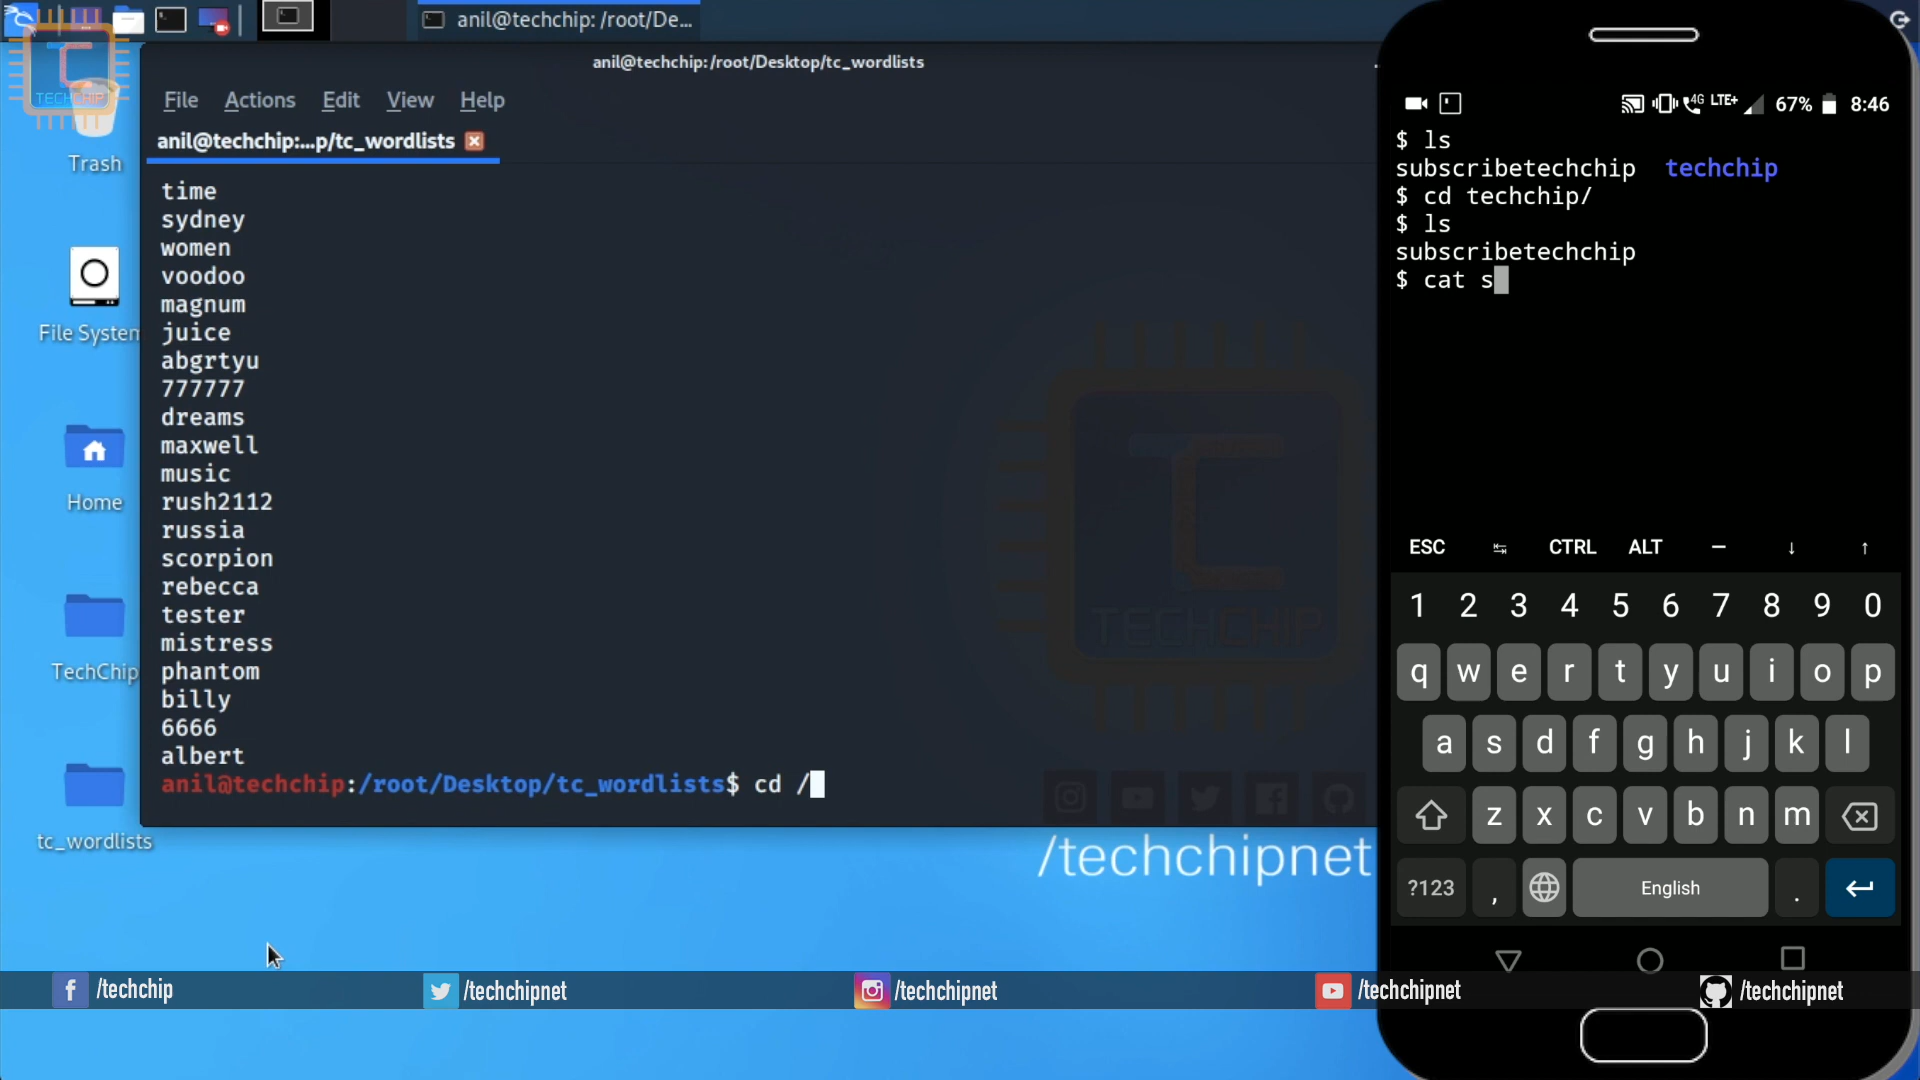 anil@techchip: /root/De...
anil@techchip:/root/Desktop/tc_wordlists
File Actions Edit View Help
anil@techchip:...p/tc_wordlists
time
sydney
women
voodoo
magnum
juice
abgrtyu
777777
dreams
maxwell
music
rush2112
russia
scorpion
rebecca
tester
mistress
phantom
billy
6666
albert
anil@techchip:/root/Desktop/tc_wordlists$ cd /
TECHCHIP
Trash
File System
Home
TechChip
tc_wordlists
TECHCHIP
/techchipnet
4G LTE+ 67% 8:46
$ ls
subscribetechchip techchip
$ cd techchip/
$ ls
subscribetechchip
$ cat s
ESC CTRL ALT — ↓ ↑
1 2 3 4 5 6 7 8 9 0
q w e r t y u i o p
a s d f g h j k l
z x c v b n m
?123 , English .
/techchip
/techchipnet
/techchipnet
/techchipnet
/techchipnet